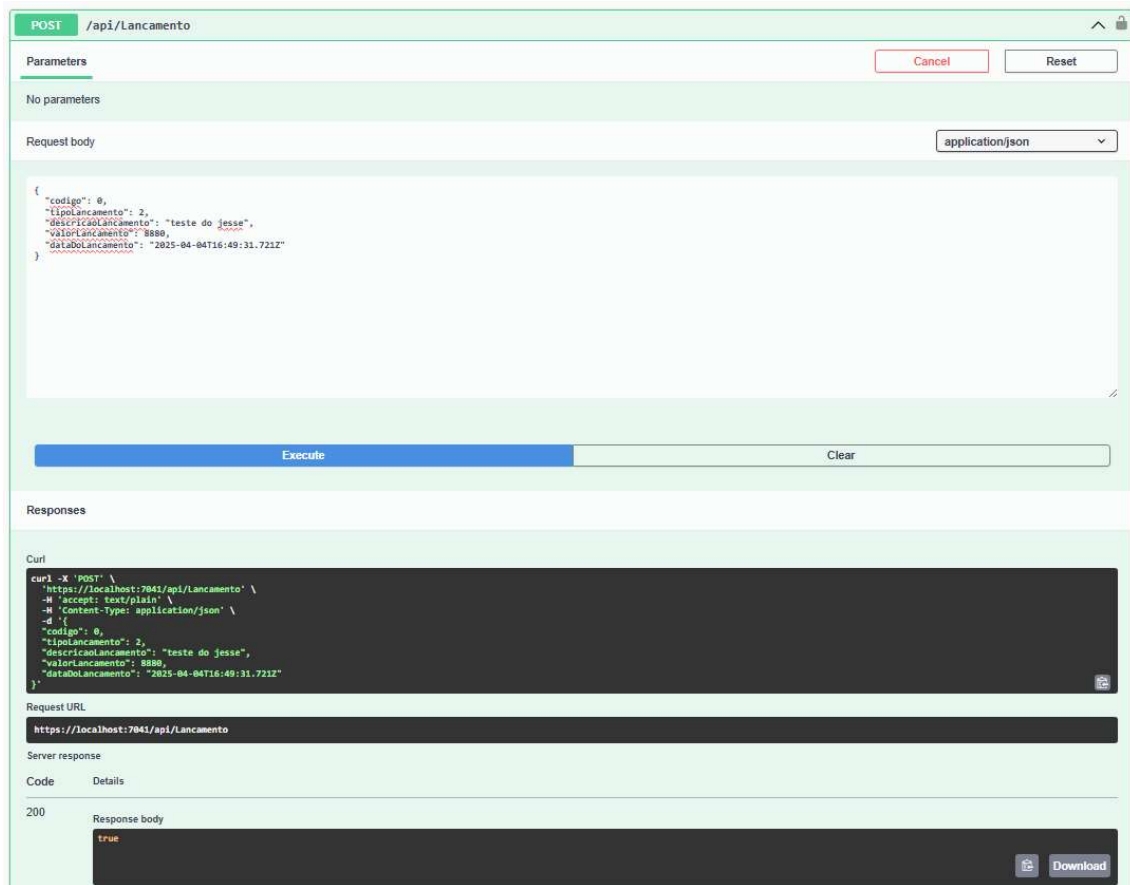 POST /api/Lancamento
Parameters Cancel Reset
No parameters
Request body application/json
{
"codigo": 0,
"tipoLancamento": 2,
"descricaoLancamento": "teste do jesse",
"valorLancamento": 8880,
"dataDoLancamento": "2025-04-04T16:49:31.721Z"
}
Execute Clear
Responses
Curl
curl -X 'POST' \
'https://localhost:7041/api/Lancamento' \
-H 'accept: text/plain' \
-H 'Content-Type: application/json' \
-d '{
"codigo": 0,
"tipoLancamento": 2,
"descricaoLancamento": "teste do jesse",
"valorLancamento": 8880,
"dataDoLancamento": "2025-04-04T16:49:31.721Z"
}'
Request URL
https://localhost:7041/api/Lancamento
Server response
Code Details
200
Response body
true
Download